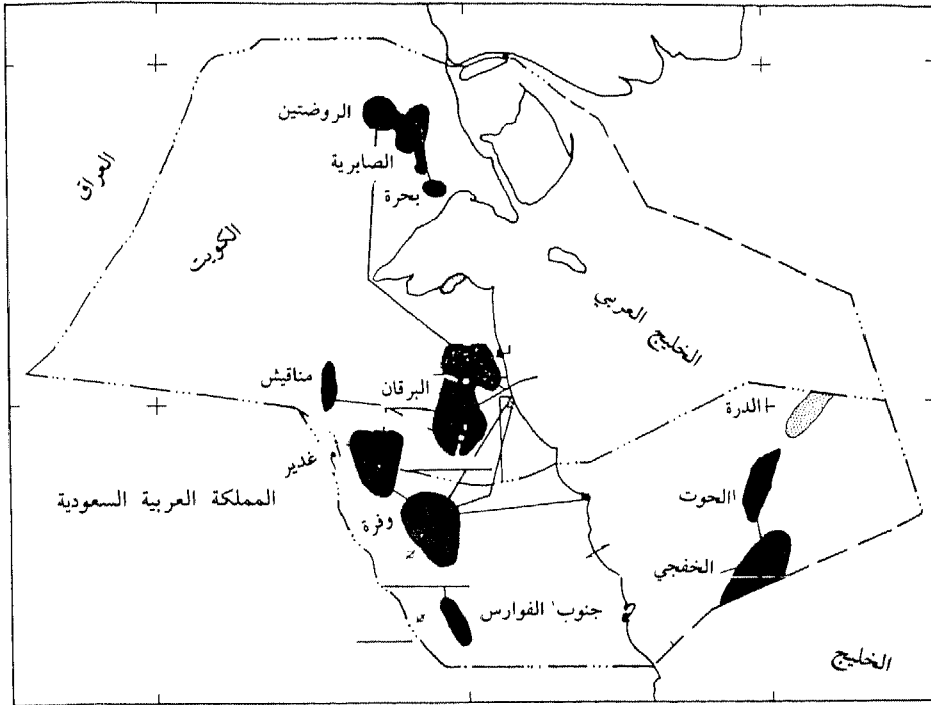 الروضتين
الصابرية
بحرة
العراق
الكويت
الخليج العربي
مناقيش
البرقان
الدرة
أم غدير
المملكة العربية السعودية
وفرة
الحوت
الخفجي
جنوب الفوارس
الخليج